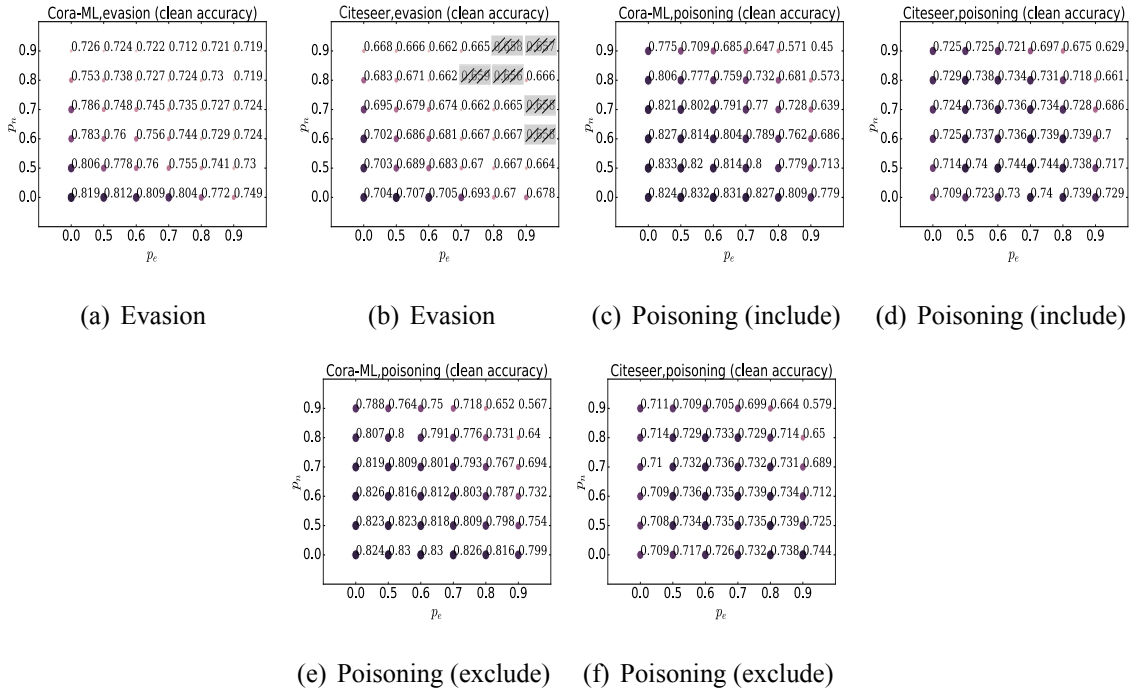 Cora-ML,evasion (clean accuracy)
0.9 0.726 0.724 0.722 0.712 0.721 0.719
0.8 0.753 0.738 0.727 0.724 0.73 0.719
0.7 0.786 0.748 0.745 0.735 0.727 0.724
p_n
0.6 0.783 0.76 0.756 0.744 0.729 0.724
0.5 0.806 0.778 0.76 0.755 0.741 0.73
0.0 0.819 0.812 0.809 0.804 0.772 0.749
0.0 0.5 0.6 0.7 0.8 0.9
p_e
(a) Evasion
Citeseer,evasion (clean accuracy)
0.9 0.668 0.666 0.662 0.665
0.8 0.683 0.671 0.662 0.666
0.7 0.695 0.679 0.674 0.662 0.665
p_n
0.6 0.702 0.686 0.681 0.667 0.667
0.5 0.703 0.689 0.683 0.67 0.667 0.664
0.0 0.704 0.707 0.705 0.693 0.67 0.678
0.0 0.5 0.6 0.7 0.8 0.9
p_e
(b) Evasion
Cora-ML,poisoning (clean accuracy)
0.9 0.775 0.709 0.685 0.647 0.571 0.45
0.8 0.806 0.777 0.759 0.732 0.681 0.573
0.7 0.821 0.802 0.791 0.77 0.728 0.639
p_n
0.6 0.827 0.814 0.804 0.789 0.762 0.686
0.5 0.833 0.82 0.814 0.8 0.779 0.713
0.0 0.824 0.832 0.831 0.827 0.809 0.779
0.0 0.5 0.6 0.7 0.8 0.9
p_e
(c) Poisoning (include)
Citeseer,poisoning (clean accuracy)
0.9 0.725 0.725 0.721 0.697 0.675 0.629
0.8 0.729 0.738 0.734 0.731 0.718 0.661
0.7 0.724 0.736 0.736 0.734 0.728 0.686
p_n
0.6 0.725 0.737 0.736 0.739 0.739 0.7
0.5 0.714 0.74 0.744 0.744 0.738 0.717
0.0 0.709 0.723 0.73 0.74 0.739 0.729
0.0 0.5 0.6 0.7 0.8 0.9
p_e
(d) Poisoning (include)
Cora-ML,poisoning (clean accuracy)
0.9 0.788 0.764 0.75 0.718 0.652 0.567
0.8 0.807 0.8 0.791 0.776 0.731 0.64
0.7 0.819 0.809 0.801 0.793 0.767 0.694
p_n
0.6 0.826 0.816 0.812 0.803 0.787 0.732
0.5 0.823 0.823 0.818 0.809 0.798 0.754
0.0 0.824 0.83 0.83 0.826 0.816 0.799
0.0 0.5 0.6 0.7 0.8 0.9
p_e
(e) Poisoning (exclude)
Citeseer,poisoning (clean accuracy)
0.9 0.711 0.709 0.705 0.699 0.664 0.579
0.8 0.714 0.729 0.733 0.729 0.714 0.65
0.7 0.71 0.732 0.736 0.732 0.731 0.689
p_n
0.6 0.709 0.736 0.735 0.739 0.734 0.712
0.5 0.708 0.734 0.735 0.735 0.739 0.725
0.0 0.709 0.717 0.726 0.732 0.738 0.744
0.0 0.5 0.6 0.7 0.8 0.9
p_e
(f) Poisoning (exclude)